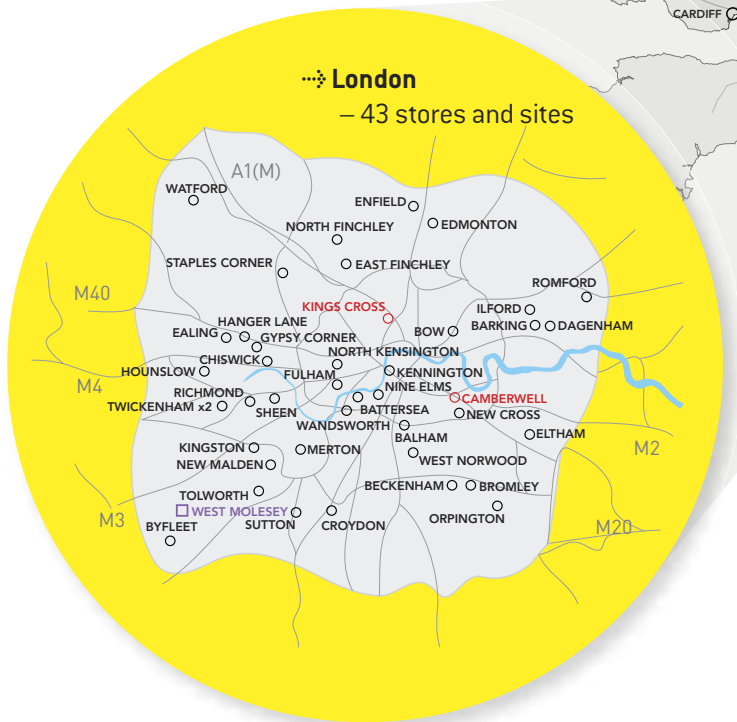 CARDIFF
London
– 43 stores and sites
A1(M)
WATFORD
ENFIELD
EDMONTON
NORTH FINCHLEY
EAST FINCHLEY
STAPLES CORNER
ROMFORD
M40
KINGS CROSS
ILFORD
HANGER LANE
BOW
BARKING
DAGENHAM
EALING
GYPSY CORNER
NORTH KENSINGTON
CHISWICK
HOUNSLOW
FULHAM
KENNINGTON
M4
NINE ELMS
RICHMOND
CAMBERWELL
TWICKENHAM x2
SHEEN
BATTERSEA
NEW CROSS
WANDSWORTH
BALHAM
ELTHAM
M2
KINGSTON
MERTON
NEW MALDEN
WEST NORWOOD
BECKENHAM
BROMLEY
TOLWORTH
WEST MOLESEY
SUTTON
CROYDON
ORPINGTON
M3
BYFLEET
M20